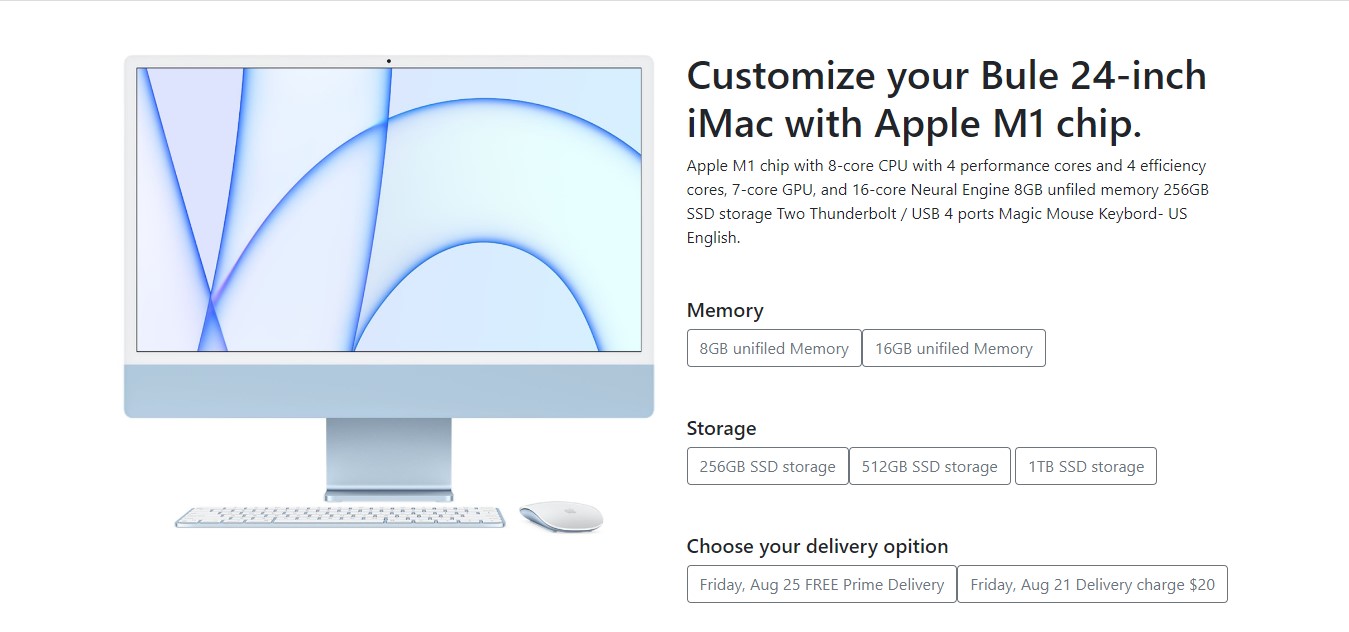 Customize your Bule 24-inch
iMac with Apple M1 chip.
Apple M1 chip with 8-core CPU with 4 performance cores and 4 efficiency
cores, 7-core GPU, and 16-core Neural Engine 8GB unfiled memory 256GB
SSD storage Two Thunderbolt / USB 4 ports Magic Mouse Keybord- US
English.
Memory
8GB unifiled Memory 16GB unifiled Memory
Storage
256GB SSD storage 512GB SSD storage 1TB SSD storage
Choose your delivery opition
Friday, Aug 25 FREE Prime Delivery Friday, Aug 21 Delivery charge $20